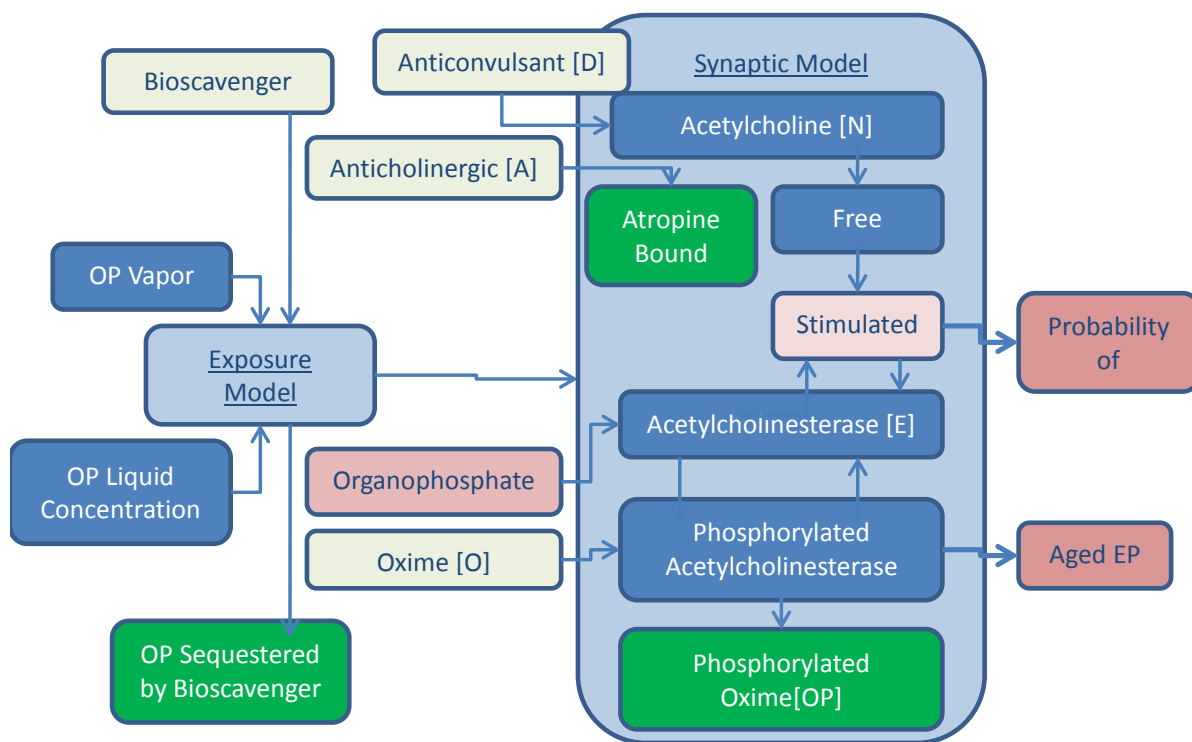 Anticonvulsant [D]
Synaptic Model
Bioscavenger
Acetylcholine [N]
Anticholinergic [A]
Atropine
Bound
Free
OP Vapor
Stimulated
Probability
of
Exposure
Model
Acetylcholinesterase [E]
OP Liquid
Concentration
Organophosphate
Phosphorylated
Acetylcholinesterase
Oxime [O]
Aged EP
OP Sequestered
by Bioscavenger
Phosphorylated
Oxime[OP]